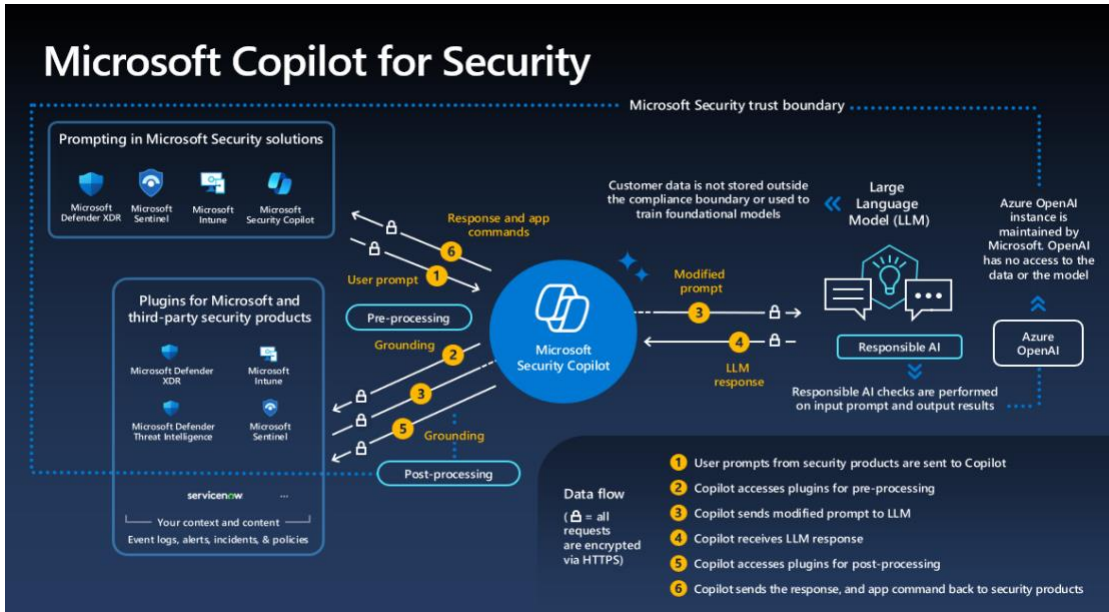 Microsoft Copilot for Security
Microsoft Security trust boundary
Prompting in Microsoft Security solutions
Microsoft
Defender XDR
Microsoft
Sentinel
Microsoft
Intune
Microsoft
Security Copilot
Response and app
commands
6
1
User prompt
Pre-processing
Plugins for Microsoft and
third-party security products
Microsoft Defender
XDR
Microsoft
Intune
Microsoft Defender
Threat Intelligence
Microsoft
Sentinel
servicenow
...
Your context and content
Event logs, alerts, incidents, & policies
Grounding
2
3
5
Grounding
Post-processing
Microsoft
Security Copilot
Customer data is not stored outside
the compliance boundary or used to
train foundational models
Large
Language
Model (LLM)
Modified
prompt
3
4
LLM
response
Responsible AI
Responsible AI checks are performed
on input prompt and output results
Azure OpenAI
instance is
maintained by
Microsoft. OpenAI
has no access to the
data or the model
Azure
OpenAI
Data flow
( = all
requests
are encrypted
via HTTPS)
1 User prompts from security products are sent to Copilot
2 Copilot accesses plugins for pre-processing
3 Copilot sends modified prompt to LLM
4 Copilot receives LLM response
5 Copilot accesses plugins for post-processing
6 Copilot sends the response, and app command back to security products